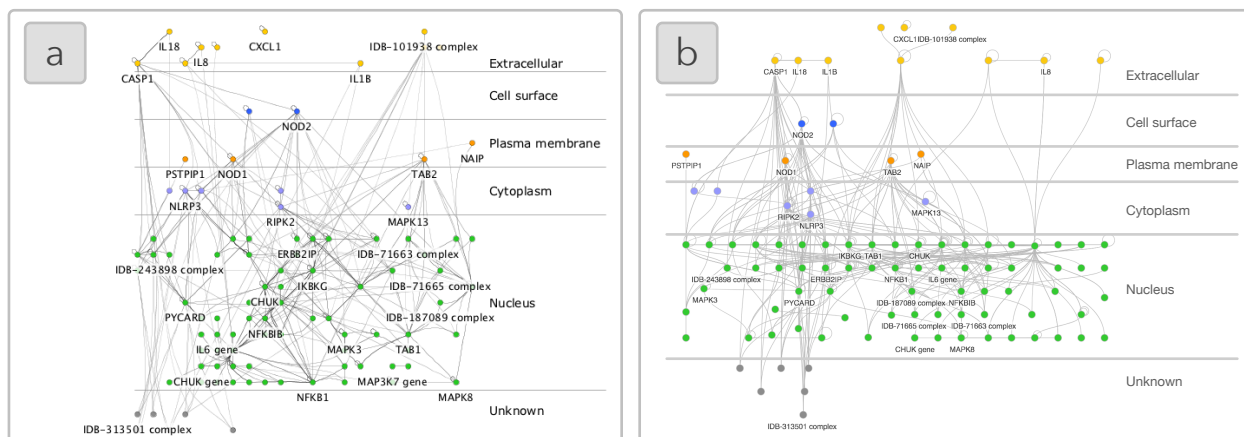 a
IL18
CXCL1
IDB-101938 complex
IL8
Extracellular
CASP1
IL1B
Cell surface
NOD2
Plasma membrane
NAIP
PSTPIP1
NOD1
TAB2
Cytoplasm
NLRP3
RIPK2
MAPK13
ERBB2IP
IDB-71663 complex
IDB-243898 complex
IKBKG
IDB-71665 complex
CHUK
Nucleus
PYCARD
IDB-187089 complex
NFKBIB
IL6 gene
MAPK3
TAB1
CHUK gene
MAP3K7 gene
NFKB1
MAPK8
Unknown
IDB-313501 complex
b
CXCL1IDB-101938 complex
CASP1
IL18
IL1B
IL8
Extracellular
Cell surface
NOD2
PSTPIP1
NOD1
TAB2
NAIP
Plasma membrane
RIPK2
MAPK13
Cytoplasm
NLRP3
IKBKG TAB1
CHUK
IDB-243898 complex
ERBB2IP
NFKB1
IL6 gene
Nucleus
MAPK3
PYCARD
IDB-187089 complex
NFKBIB
IDB-71665 complex
IDB-71663 complex
CHUK gene
MAPK8
Unknown
IDB-313501 complex